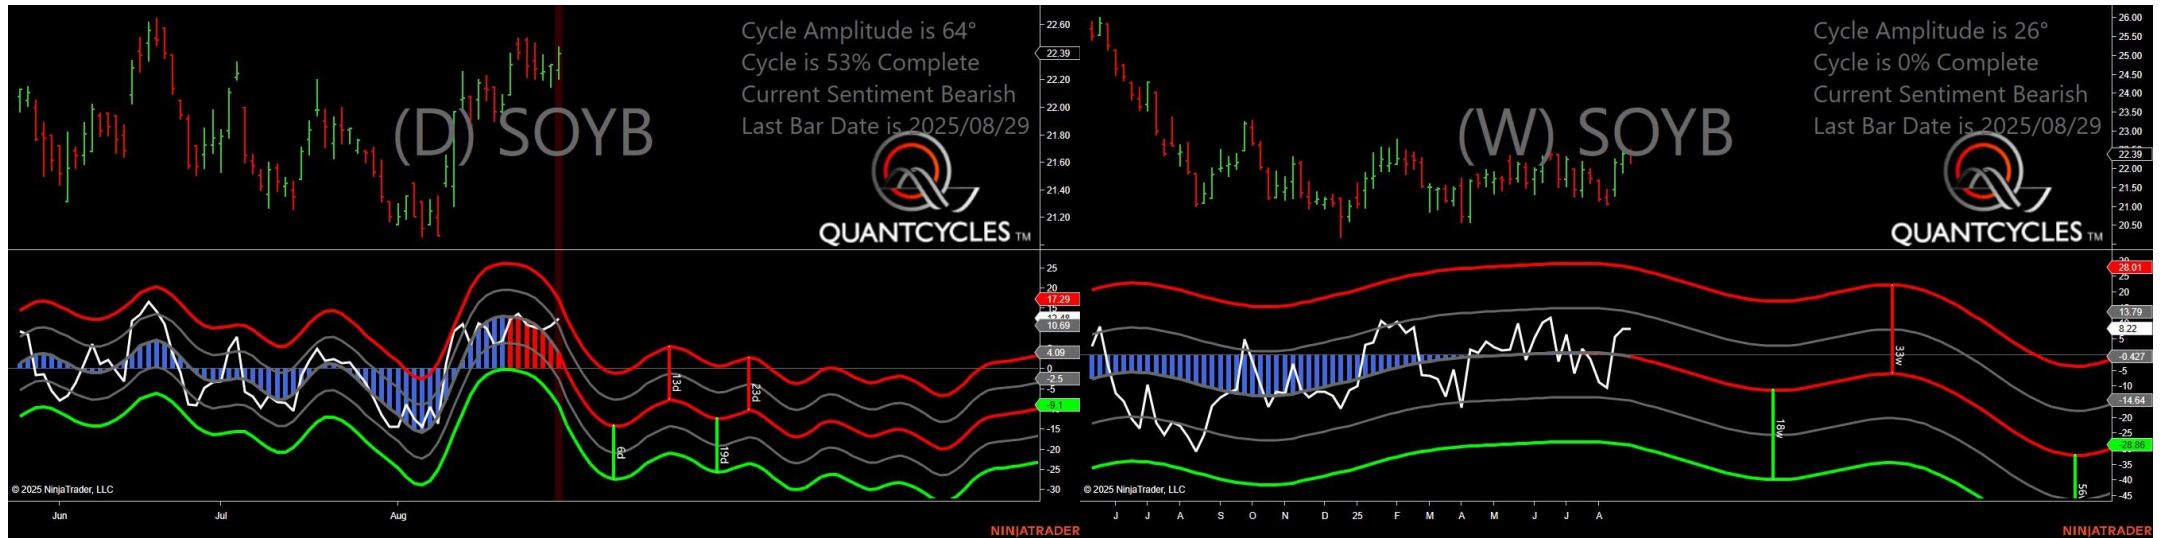 Cycle Amplitude is 64°
Cycle is 53% Complete
Current Sentiment Bearish
Last Bar Date is 2025/08/29
(D) SOYB
QUANTCYCLES TM
22.60
22.39
22.20
22.00
21.80
21.60
21.40
21.20
25
20
17.29
10.69
4.09
0
-2.5
-5
-9.1
-15
-20
-25
-30
6d
13d
19d
23d
© 2025 NinjaTrader, LLC
Jun Jul Aug
NINJATRADER
Cycle Amplitude is 26°
Cycle is 0% Complete
Current Sentiment Bearish
Last Bar Date is 2025/08/29
(W) SOYB
QUANTCYCLES TM
26.00
25.50
25.00
24.50
24.00
23.50
23.00
22.39
22.00
21.50
21.00
20.50
28.01
25
20
13.79
8.22
5
-0.427
-5
-10
-14.64
-20
-25
-28.86
-35
-40
-45
18w
33w
© 2025 NinjaTrader, LLC
J J A S O N D 25 F M A M J J A
NINJATRADER